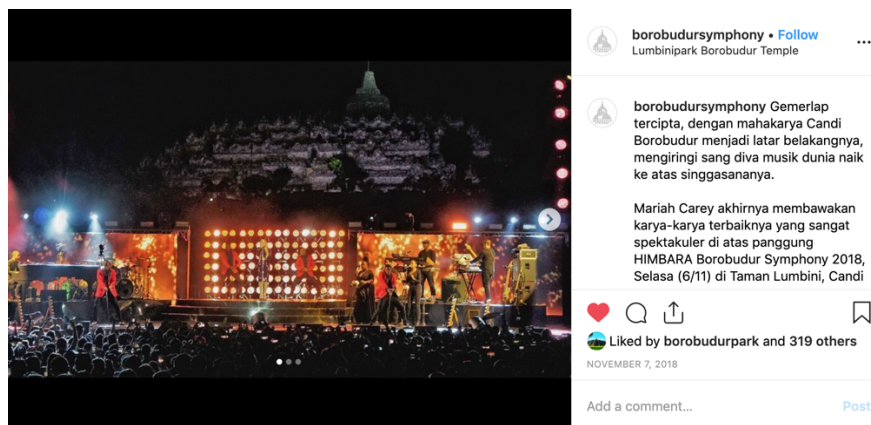 borobudursymphony • Follow
Lumbinipark Borobudur Temple
borobudursymphony Gemerlap
tercipta, dengan mahakarya Candi
Borobudur menjadi latar belakangnya,
mengiringi sang diva musik dunia naik
ke atas singgasananya.
Mariah Carey akhirnya membawakan
karya-karya terbaiknya yang sangat
spektakuler di atas panggung
HIMBARA Borobudur Symphony 2018,
Selasa (6/11) di Taman Lumbini, Candi
Liked by borobudurpark and 319 others
NOVEMBER 7, 2018
Add a comment...
Post